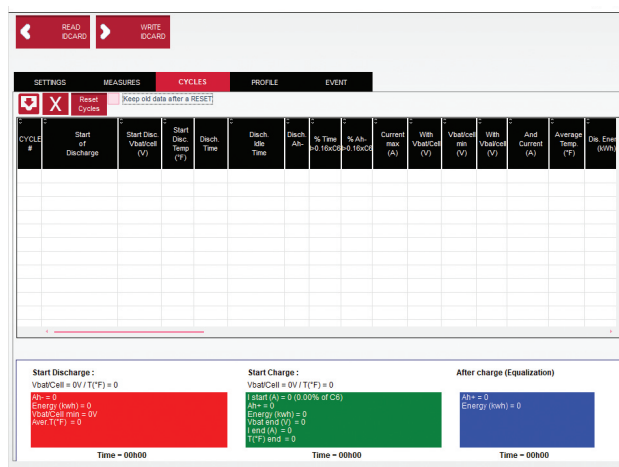 READ
IDCARD
WRITE
IDCARD
SETTINGS
MEASURES
CYCLES
PROFILE
EVENT
X
Reset
Cycles
Keep old data after a RESET
CYCLE
#
Start
of
Discharge
Start Disc.
Vbat/cell
(V)
Start
Disc.
Temp
(°F)
Disch.
Time
Disch.
Idle
Time
Disch.
Ah-
% Time
>0.16xC6
% Ah-
>0.16xC6
Current
max
(A)
With
Vbat/Cell
(V)
Vbat/cell
min
(V)
With
Vbat/cell
(V)
And
Current
(A)
Average
Temp.
(°F)
Dis. Ener
(kWh)
Start Discharge :
Vbat/Cell = 0V / T(°F) = 0
Ah- = 0
Energy (kwh) = 0
Vbat/Cell min = 0V
Aver.T(°F) = 0
Time = 00h00
Start Charge :
Vbat/Cell = 0V / T(°F) = 0
I start (A) = 0 (0.00% of C6)
Ah+ = 0
Energy (kwh) = 0
Vbat end (V) = 0
I end (A) = 0
T(°F) end = 0
Time = 00h00
After charge (Equalization)
Ah+ = 0
Energy (kwh) = 0
Time = 00h00